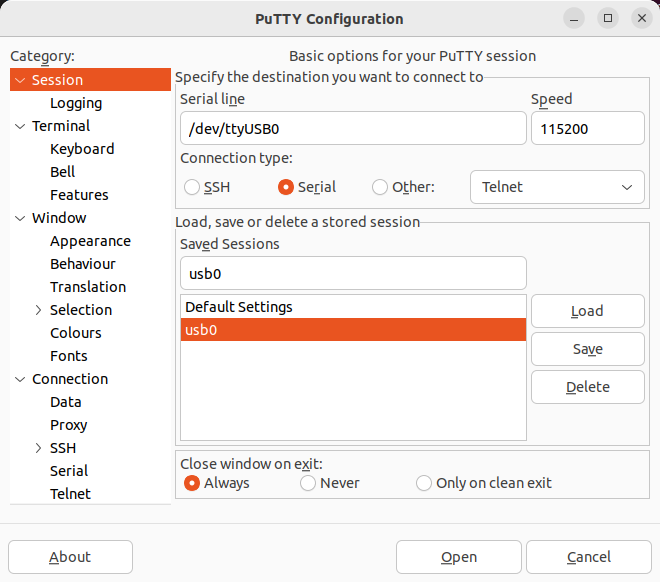 PuTTY Configuration
Category:
Session
Logging
Terminal
Keyboard
Bell
Features
Window
Appearance
Behaviour
Translation
Selection
Colours
Fonts
Connection
Data
Proxy
SSH
Serial
Telnet
Basic options for your PuTTY session
Specify the destination you want to connect to
Serial line Speed
/dev/ttyUSB0 115200
Connection type:
SSH Serial Other: Telnet
Load, save or delete a stored session
Saved Sessions
usb0
Default Settings
usb0
Load
Save
Delete
Close window on exit:
Always Never Only on clean exit
About Open Cancel